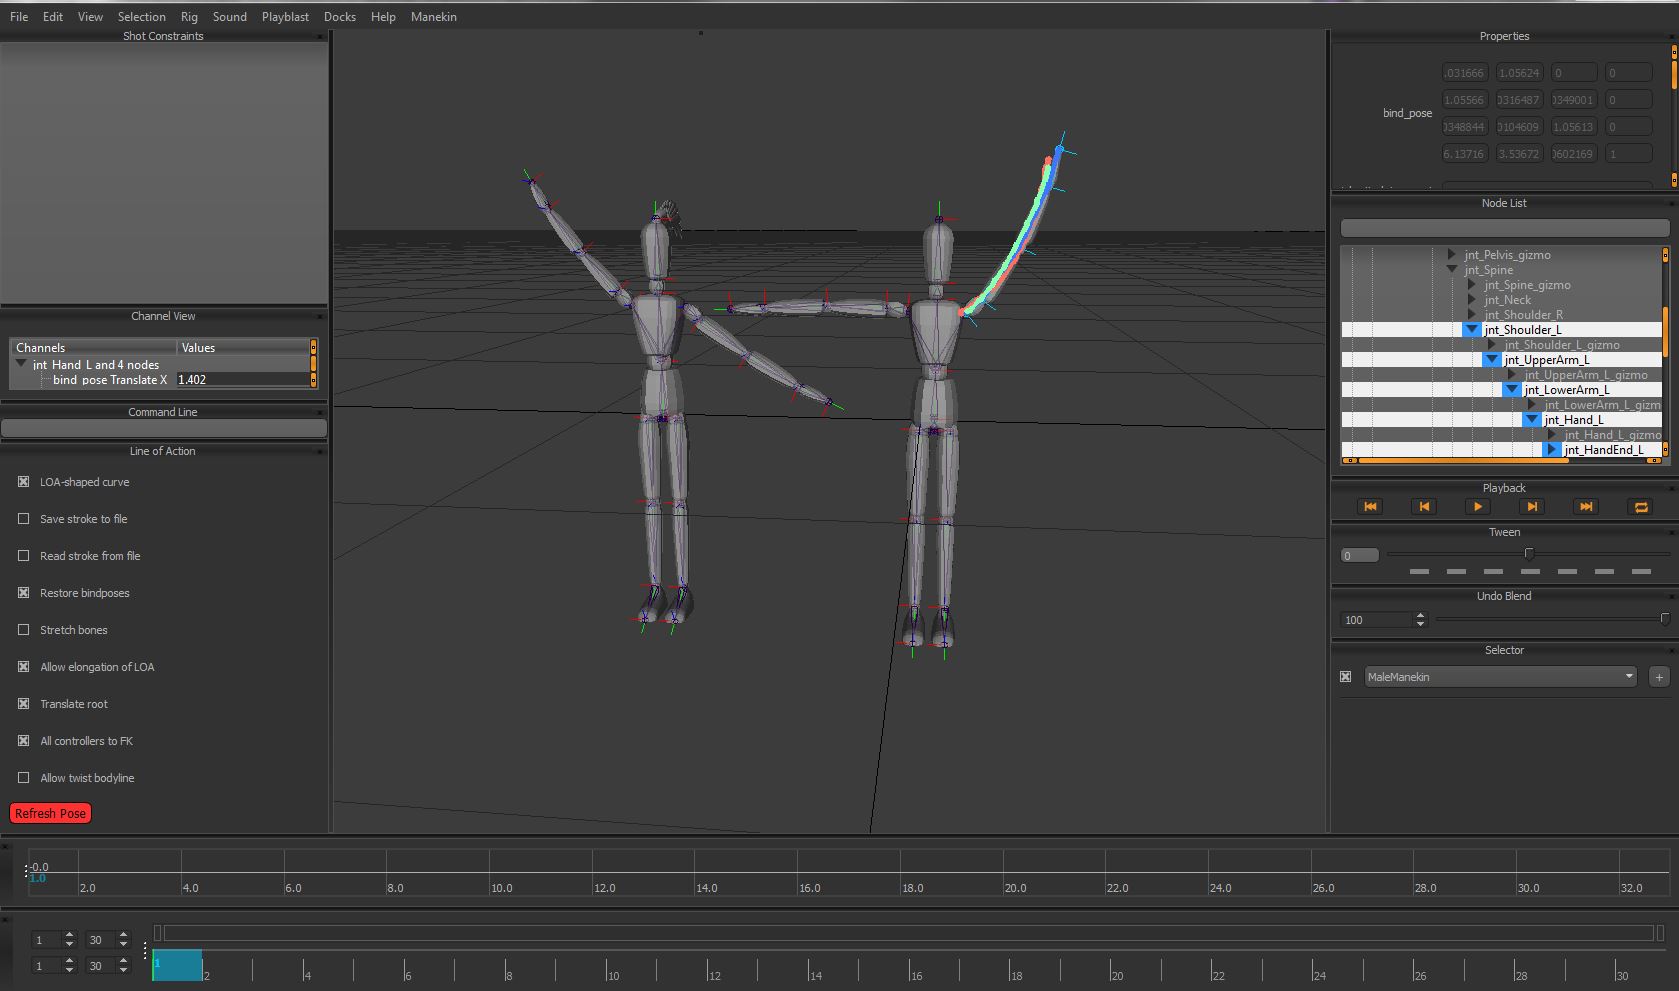 File Edit View Selection Rig Sound Playblast Docks Help Manekin
Shot Constraints
Channel View
Channels Values
jnt_Hand_L and 4 nodes
bind_pose Translate X 1.402
Command Line
Line of Action
LOA-shaped curve
Save stroke to file
Read stroke from file
Restore bindposes
Stretch bones
Allow elongation of LOA
Translate root
All controllers to FK
Allow twist bodyline
Refresh Pose
Properties
.031666 1.05624 0 0
1.05566 0316487 0349001 0
bind_pose
0348844 0104609 1.05613 0
6.13716 3.53672 0602169 1
Node List
jnt_Pelvis_gizmo
jnt_Spine
jnt_Spine_gizmo
jnt_Neck
jnt_Shoulder_R
jnt_Shoulder_L
jnt_Shoulder_L_gizmo
jnt_UpperArm_L
jnt_UpperArm_L_gizmo
jnt_LowerArm_L
jnt_LowerArm_L_gizm
jnt_Hand_L
jnt_Hand_L_gizmo
jnt_HandEnd_L
Playback
Tween
0
Undo Blend
100
Selector
MaleManekin +
-0.0
1.0
2.0 4.0 6.0 8.0 10.0 12.0 14.0 16.0 18.0 20.0 22.0 24.0 26.0 28.0 30.0 32.0
1 30
1 30
1 2 4 6 8 10 12 14 16 18 20 22 24 26 28 30